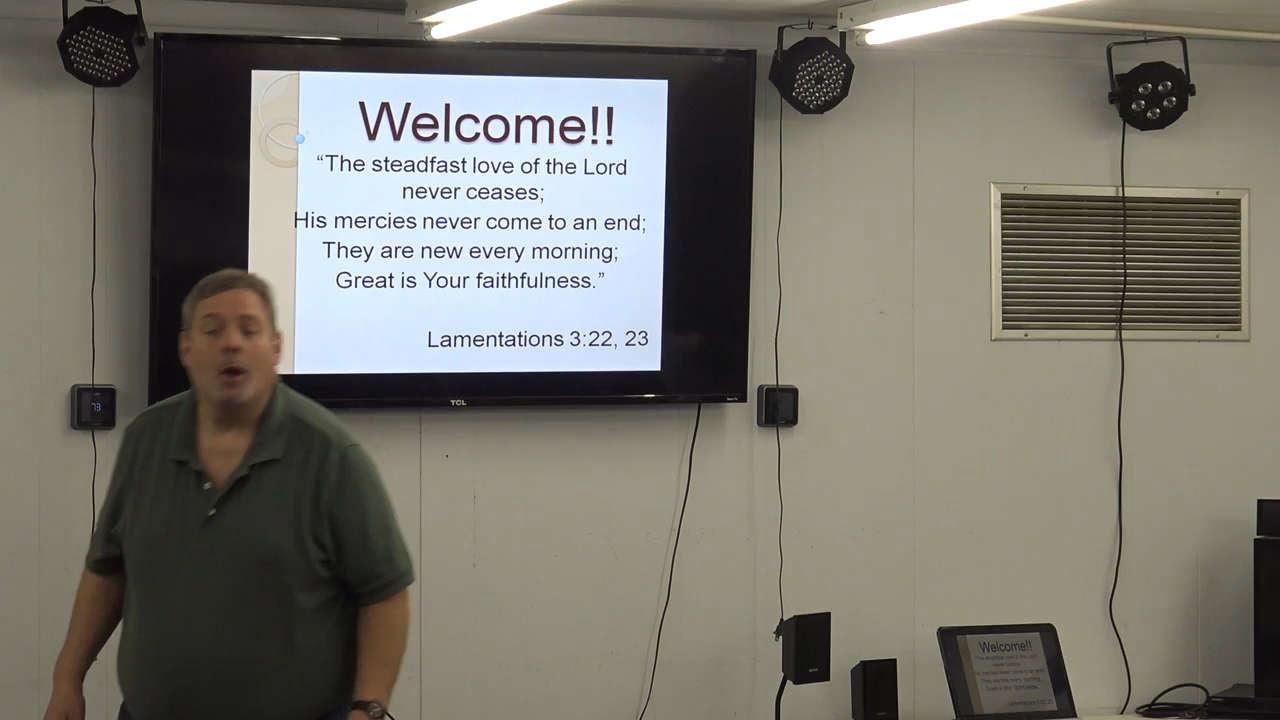 Welcome!!
“The steadfast love of the Lord
never ceases;
His mercies never come to an end;
They are new every morning;
Great is Your faithfulness.”
Lamentations 3:22, 23
TCL
73
Welcome!!